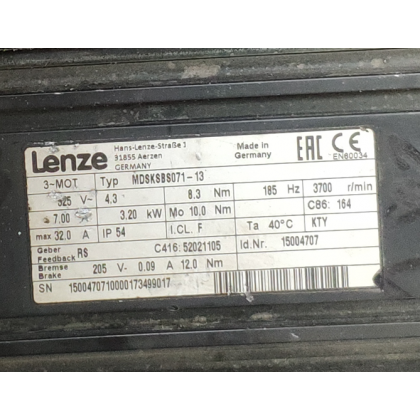 Lenze
Hans-Lenze-Straße 1
31855 Aerzen
GERMANY
Made in
Germany
EAC CE
EN60034
3-MOT Typ MDSKSBS071-13
325 V~ 4.3 8.3 Nm 185 Hz 3700 r/min
I₀ 7.00 3.20 kW Mo 10.0 Nm C86: 164
max 32.0 A IP 54 I.CL. F Ta 40°C KTY
Geber
Feedback RS C416: 52021105 Id.Nr. 15004707
Bremse
Brake 205 V- 0.09 A 12.0 Nm
SN 1500470710000173499017